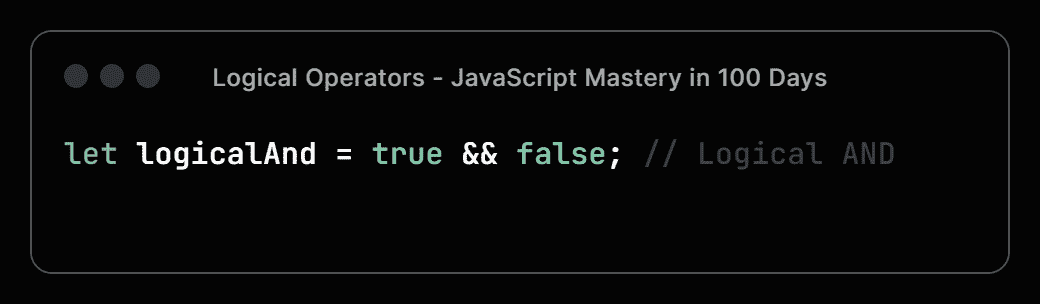 Logical Operators - JavaScript Mastery in 100 Days
let logicalAnd = true && false; // Logical AND